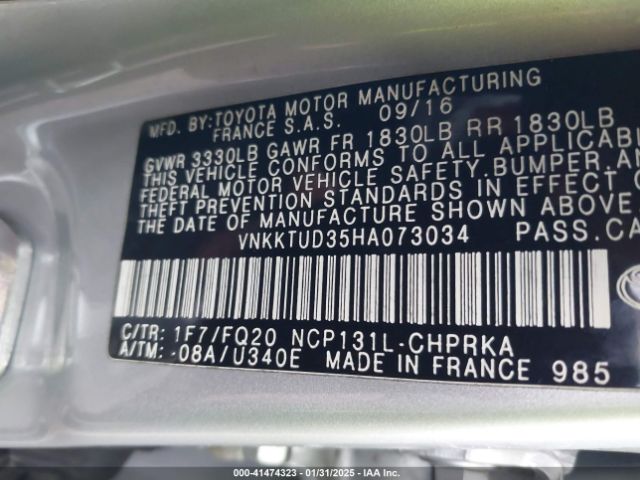 MFD. BY:TOYOTA MOTOR MANUFACTURING
FRANCE S.A.S. 09/16
GVWR 3330LB GAWR FR 1830LB RR 1830LB
THIS VEHICLE CONFORMS TO ALL APPLICABLE
FEDERAL MOTOR VEHICLE SAFETY,BUMPER,AN
THEFT PREVENTION STANDARDS IN EFFECT O
THE DATE OF MANUFACTURE SHOWN ABOVE.
VNKKTUD35HA073034 PASS.CA
C/TR: 1F7/FQ20 NCP131L-CHPRKA
A/TM: -08A/U340E MADE IN FRANCE 985
000-41474323 - 01/31/2025 - IAA Inc.